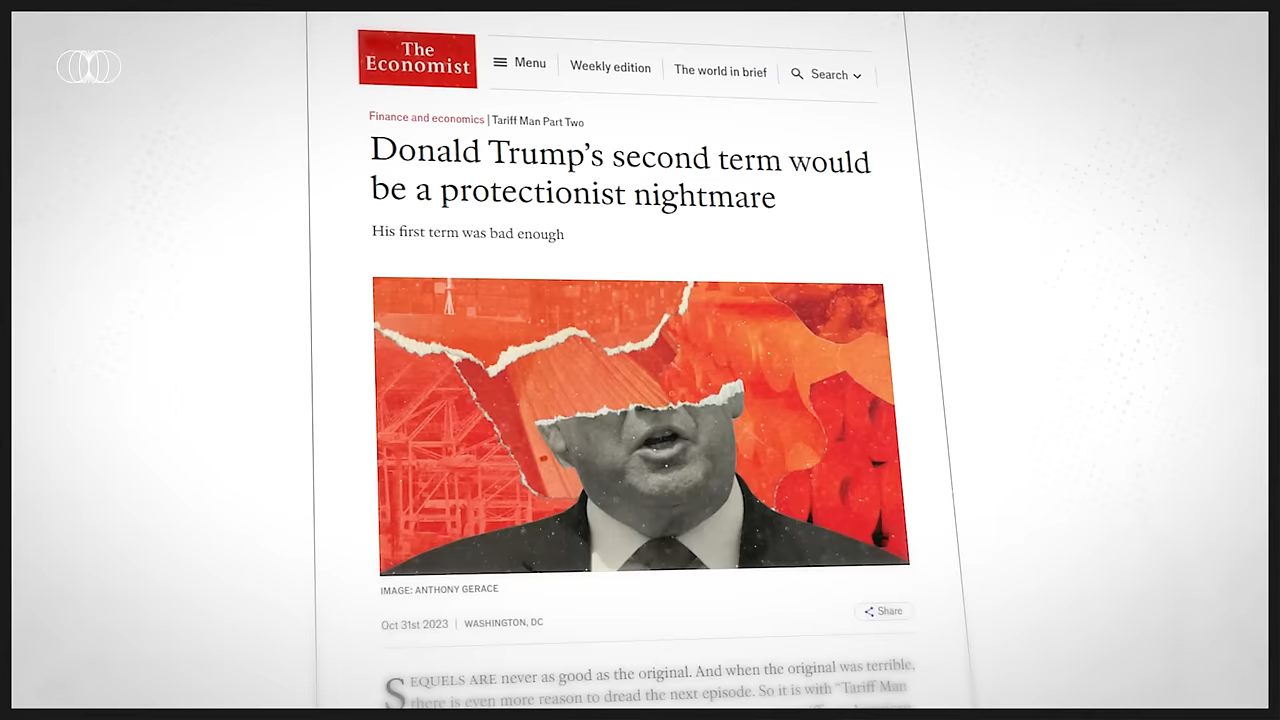 The
Economist
Menu
Weekly edition
The world in brief
Search
Finance and economics | Tariff Man Part Two
Donald Trump’s second term would
be a protectionist nightmare
His first term was bad enough
IMAGE: ANTHONY GERACE
Oct 31st 2023 | WASHINGTON, DC
Share
SEQUELS ARE never as good as the original. And when the original was terrible,
there is even more reason to dread the next episode. So it is with “Tariff Man